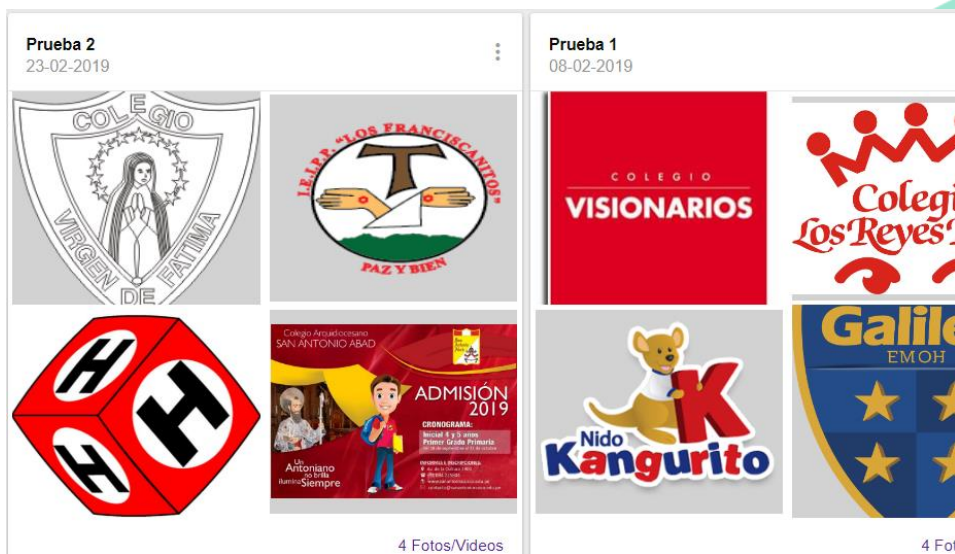 Prueba 2
23-02-2019
COLEGIO
VIRGEN DE FATIMA
I.E.I.P.P. "LOS FRANCISCANITOS"
PAZ Y BIEN
H
H
H
Colegio Arquidiocesano
SAN ANTONIO ABAD
ADMISIÓN
2019
CRONOGRAMA:
Inicial 4 y 5 años
Primer Grado Primaria
Un
Antoniano
no brilla
iluminaSiempre
4 Fotos/Videos
Prueba 1
08-02-2019
COLEGIO
VISIONARIOS
Colegi
Los Reyes
K
Nido
Kangurito
Galile
EMOH
4 Fot